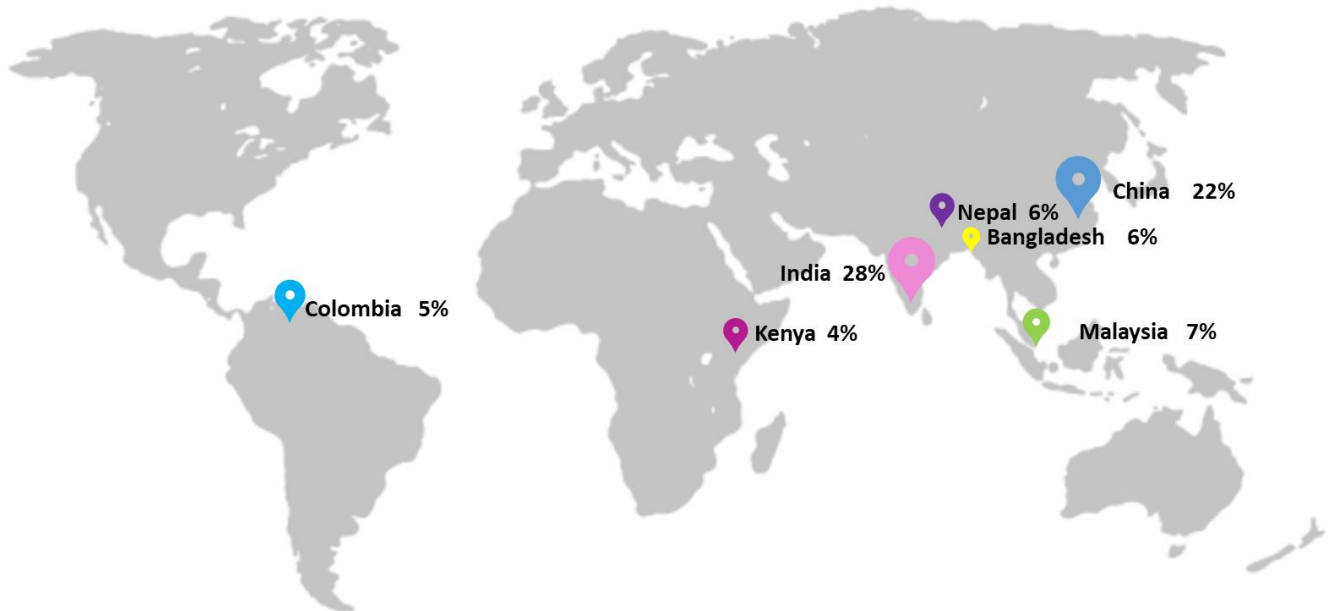 China 22%
Nepal 6%
Bangladesh 6%
India 28%
Colombia 5%
Kenya 4%
Malaysia 7%